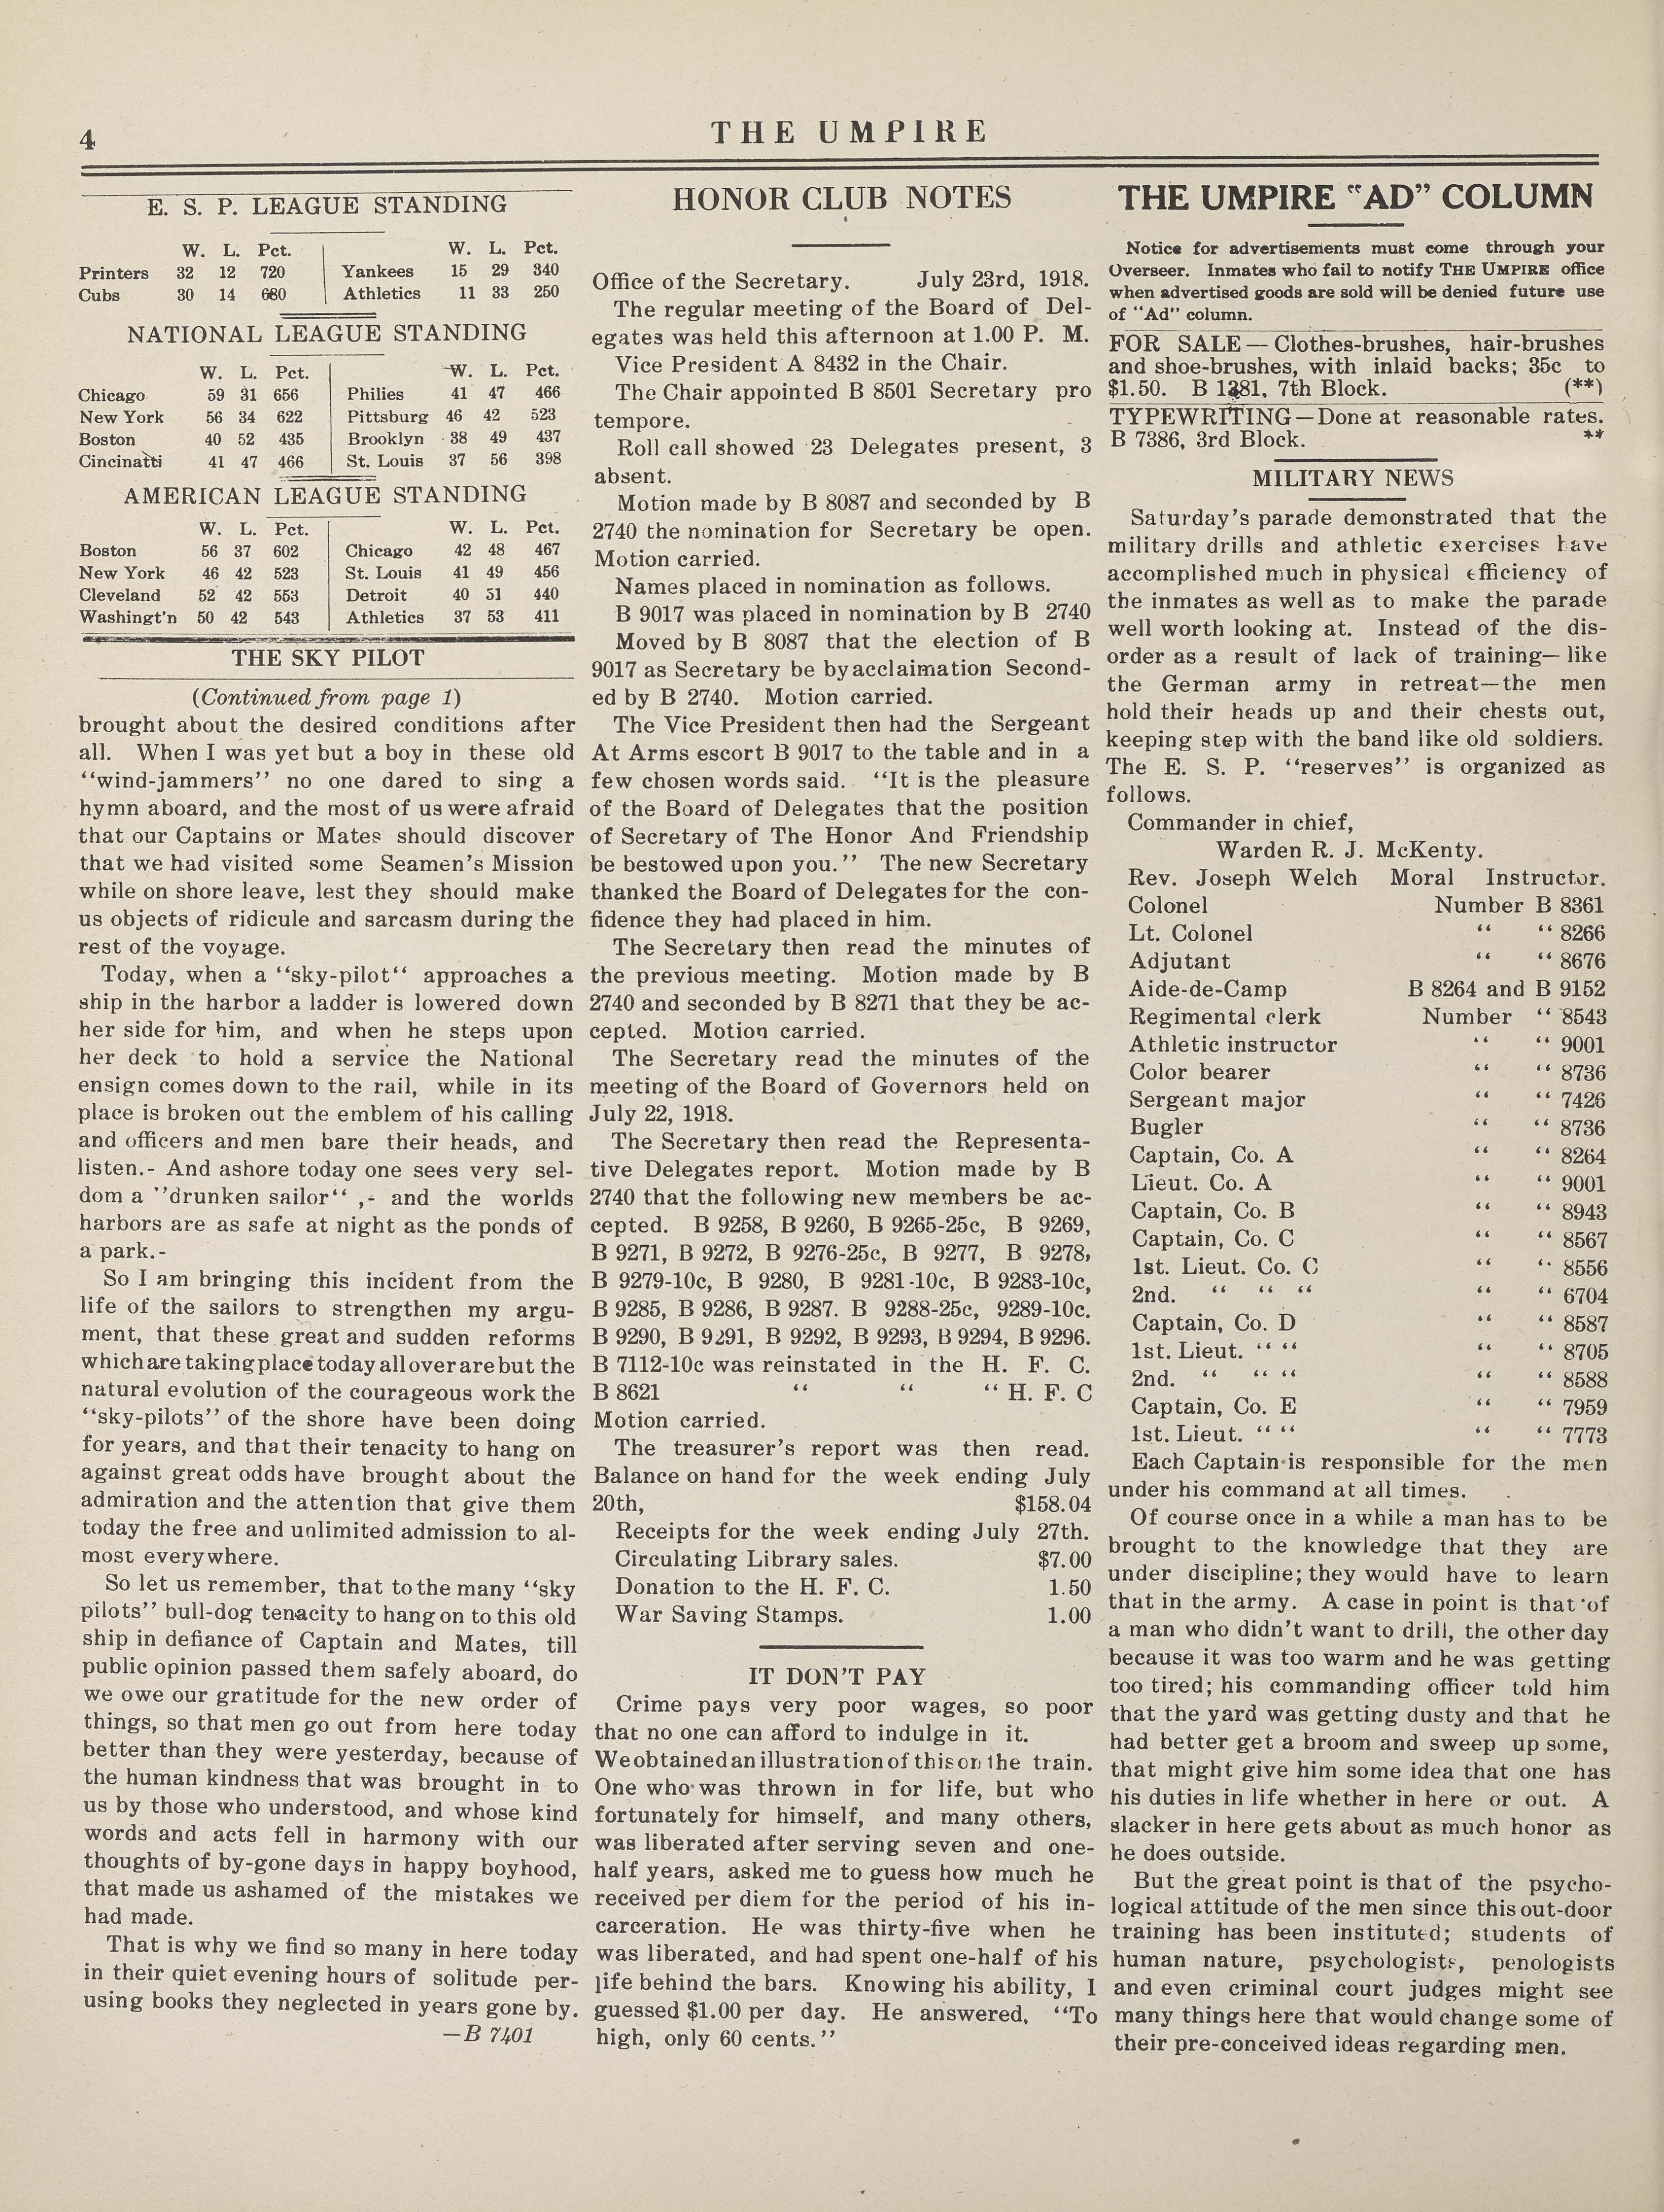 4
THE UMPIRE
E. S. P. LEAGUE STANDING
W. L. Pct. W. L. Pct.
Printers 32 12 720 Yankees 15 29 340
Cubs 30 14 680 Athletics 11 33 250
NATIONAL LEAGUE STANDING
W. L. Pct. W. L. Pct.
Chicago 59 31 656 Philies 41 47 466
New York 56 34 622 Pittsburg 46 42 523
Boston 40 52 435 Brooklyn 38 49 437
Cincinatti 41 47 466 St. Louis 37 56 398
AMERICAN LEAGUE STANDING
W. L. Pct. W. L. Pct.
Boston 56 37 602 Chicago 42 48 467
New York 46 42 523 St. Louis 41 49 456
Cleveland 52 42 553 Detroit 40 51 440
Washingt'n 50 42 543 Athletics 37 53 411
THE SKY PILOT
(Continued from page 1)
brought about the desired conditions after
all. When I was yet but a boy in these old
“wind-jammers” no one dared to sing a
hymn aboard, and the most of us were afraid
that our Captains or Mates should discover
that we had visited some Seamen's Mission
while on shore leave, lest they should make
us objects of ridicule and sarcasm during the
rest of the voyage.
Today, when a “sky-pilot“ approaches a
ship in the harbor a ladder is lowered down
her side for him, and when he steps upon
her deck to hold a service the National
ensign comes down to the rail, while in its
place is broken out the emblem of his calling
and officers and men bare their heads, and
listen.- And ashore today one sees very sel-
dom a ”drunken sailor“ ,- and the worlds
harbors are as safe at night as the ponds of
a park.-
So I am bringing this incident from the
life of the sailors to strengthen my argu-
ment, that these great and sudden reforms
which are taking place today all over are but the
natural evolution of the courageous work the
“sky-pilots” of the shore have been doing
for years, and that their tenacity to hang on
against great odds have brought about the
admiration and the attention that give them
today the free and unlimited admission to al-
most everywhere.
So let us remember, that to the many “sky
pilots” bull-dog tenacity to hang on to this old
ship in defiance of Captain and Mates, till
public opinion passed them safely aboard, do
we owe our gratitude for the new order of
things, so that men go out from here today
better than they were yesterday, because of
the human kindness that was brought in to
us by those who understood, and whose kind
words and acts fell in harmony with our
thoughts of by-gone days in happy boyhood,
that made us ashamed of the mistakes we
had made.
That is why we find so many in here today
in their quiet evening hours of solitude per-
using books they neglected in years gone by.
—B 7401
HONOR CLUB NOTES
Office of the Secretary. July 23rd, 1918.
The regular meeting of the Board of Del-
egates was held this afternoon at 1.00 P. M.
Vice President A 8432 in the Chair.
The Chair appointed B 8501 Secretary pro
tempore.
Roll call showed 23 Delegates present, 3
absent.
Motion made by B 8087 and seconded by B
2740 the nomination for Secretary be open.
Motion carried.
Names placed in nomination as follows.
B 9017 was placed in nomination by B 2740
Moved by B 8087 that the election of B
9017 as Secretary be by acclaimation Second-
ed by B 2740. Motion carried.
The Vice President then had the Sergeant
At Arms escort B 9017 to the table and in a
few chosen words said. “It is the pleasure
of the Board of Delegates that the position
of Secretary of The Honor And Friendship
be bestowed upon you.” The new Secretary
thanked the Board of Delegates for the con-
fidence they had placed in him.
The Secretary then read the minutes of
the previous meeting. Motion made by B
2740 and seconded by B 8271 that they be ac-
cepted. Motion carried.
The Secretary read the minutes of the
meeting of the Board of Governors held on
July 22, 1918.
The Secretary then read the Representa-
tive Delegates report. Motion made by B
2740 that the following new members be ac-
cepted. B 9258, B 9260, B 9265-25c, B 9269,
B 9271, B 9272, B 9276-25c, B 9277, B 9278,
B 9279-10c, B 9280, B 9281-10c, B 9283-10c,
B 9285, B 9286, B 9287. B 9288-25c, 9289-10c.
B 9290, B 9291, B 9292, B 9293, B 9294, B 9296.
B 7112-10c was reinstated in the H. F. C.
B 8621 “ “ “ H. F. C
Motion carried.
The treasurer's report was then read.
Balance on hand for the week ending July
20th, $158.04
Receipts for the week ending July 27th.
Circulating Library sales. $7.00
Donation to the H. F. C. 1.50
War Saving Stamps. 1.00
IT DON'T PAY
Crime pays very poor wages, so poor
that no one can afford to indulge in it.
We obtained an illustration of this on the train.
One who was thrown in for life, but who
fortunately for himself, and many others,
was liberated after serving seven and one-
half years, asked me to guess how much he
received per diem for the period of his in-
carceration. He was thirty-five when he
was liberated, and had spent one-half of his
life behind the bars. Knowing his ability, I
guessed $1.00 per day. He answered, “To
high, only 60 cents.”
THE UMPIRE “AD” COLUMN
Notice for advertisements must come through your
Overseer. Inmates who fail to notify THE UMPIRE office
when advertised goods are sold will be denied future use
of “Ad” column.
FOR SALE — Clothes-brushes, hair-brushes
and shoe-brushes, with inlaid backs; 35c to
$1.50. B 1381, 7th Block. (**)
TYPEWRITING — Done at reasonable rates.
B 7386, 3rd Block. **
MILITARY NEWS
Saturday's parade demonstrated that the
military drills and athletic exercises have
accomplished much in physical efficiency of
the inmates as well as to make the parade
well worth looking at. Instead of the dis-
order as a result of lack of training—like
the German army in retreat—the men
hold their heads up and their chests out,
keeping step with the band like old soldiers.
The E. S. P. “reserves” is organized as
follows.
Commander in chief,
Warden R. J. McKenty.
Rev. Joseph Welch Moral Instructor.
Colonel Number B 8361
Lt. Colonel “ “ 8266
Adjutant “ “ 8676
Aide-de-Camp B 8264 and B 9152
Regimental clerk Number “ 8543
Athletic instructor “ “ 9001
Color bearer “ “ 8736
Sergeant major “ “ 7426
Bugler “ “ 8736
Captain, Co. A “ “ 8264
Lieut. Co. A “ “ 9001
Captain, Co. B “ “ 8943
Captain, Co. C “ “ 8567
1st. Lieut. Co. C “ “ 8556
2nd. “ “ “ “ “ 6704
Captain, Co. D “ “ 8587
1st. Lieut. “ “ “ “ 8705
2nd. “ “ “ “ “ 8588
Captain, Co. E “ “ 7959
1st. Lieut. “ “ “ “ 7773
Each Captain is responsible for the men
under his command at all times.
Of course once in a while a man has to be
brought to the knowledge that they are
under discipline; they would have to learn
that in the army. A case in point is that of
a man who didn't want to drill, the other day
because it was too warm and he was getting
too tired; his commanding officer told him
that the yard was getting dusty and that he
had better get a broom and sweep up some,
that might give him some idea that one has
his duties in life whether in here or out. A
slacker in here gets about as much honor as
he does outside.
But the great point is that of the psycho-
logical attitude of the men since this out-door
training has been instituted; students of
human nature, psychologists, penologists
and even criminal court judges might see
many things here that would change some of
their pre-conceived ideas regarding men.